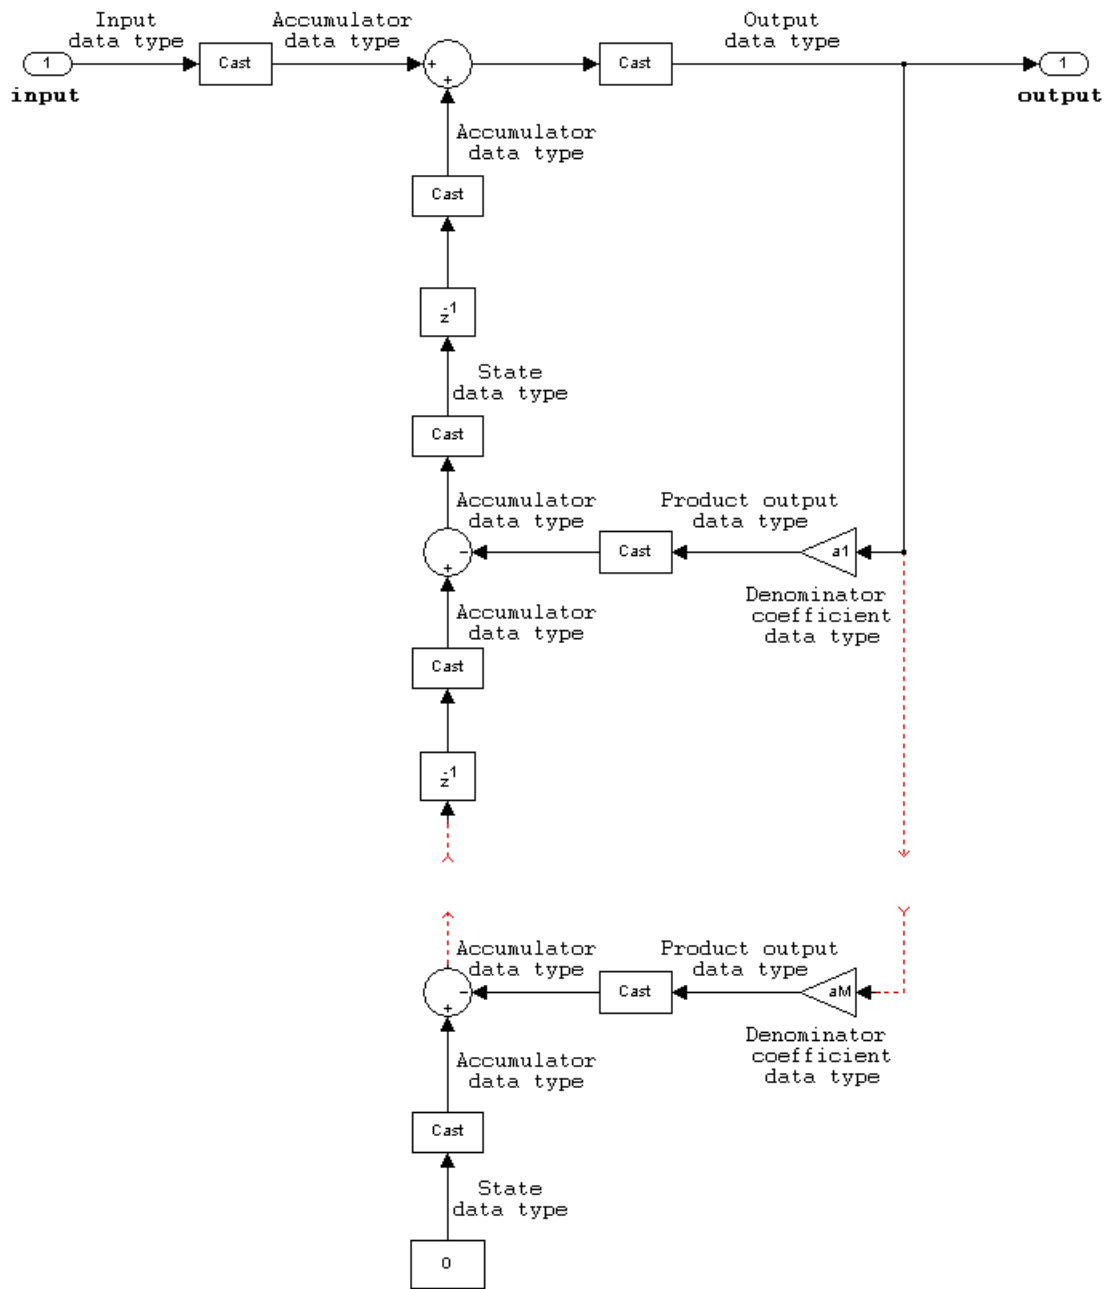 Input
data type
Accumulator
data type
Output
data type
1
Cast
+
+
Cast
1
input
output
Accumulator
data type
Cast
z-1
State
data type
Cast
Accumulator
data type
Product output
data type
-
+
Cast
a1
Accumulator
data type
Denominator
coefficient
data type
Cast
z-1
Accumulator
data type
Product output
data type
-
+
Cast
aM
Accumulator
data type
Denominator
coefficient
data type
Cast
State
data type
0